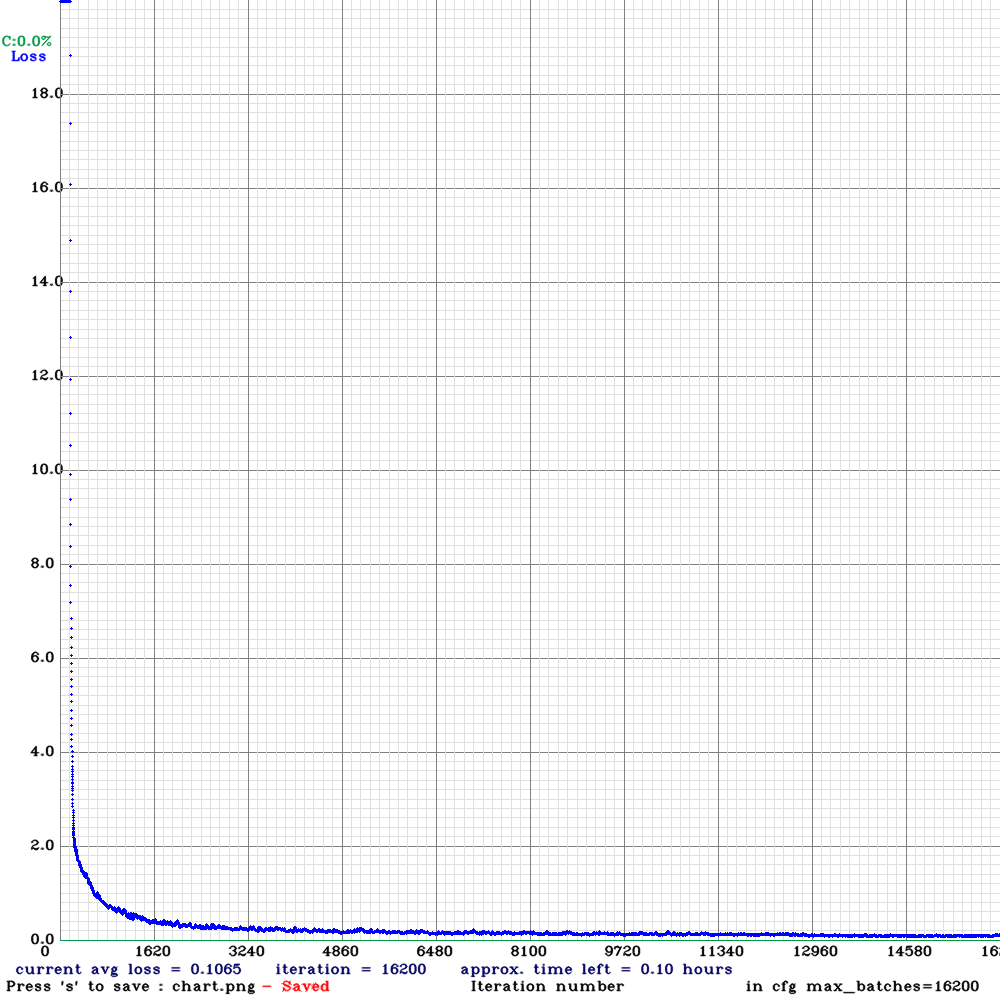 C:0.0%
Loss
18.0
16.0
14.0
12.0
10.0
8.0
6.0
4.0
2.0
0.0
0 1620 3240 4860 6480 8100 9720 11340 12960 14580 16
current avg loss = 0.1065 iteration = 16200 approx. time left = 0.10 hours
Press 's' to save : chart.png - Saved Iteration number in cfg max_batches=16200